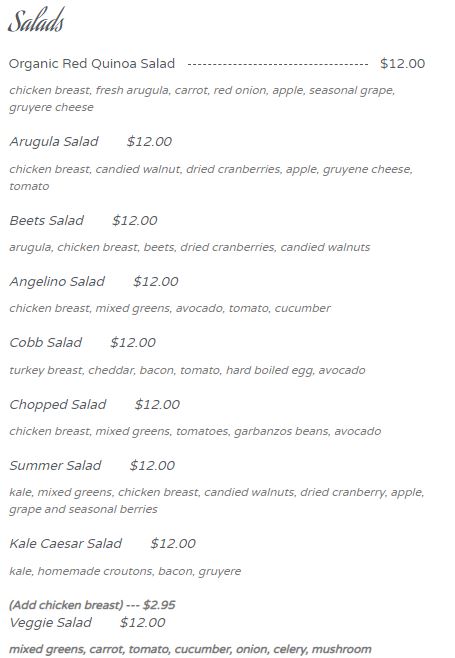 Salads
Organic Red Quinoa Salad ------------------------------------ $12.00
chicken breast, fresh arugula, carrot, red onion, apple, seasonal grape,
gruyere cheese
Arugula Salad $12.00
chicken breast, candied walnut, dried cranberries, apple, gruyene cheese,
tomato
Beets Salad $12.00
arugula, chicken breast, beets, dried cranberries, candied walnuts
Angelino Salad $12.00
chicken breast, mixed greens, avocado, tomato, cucumber
Cobb Salad $12.00
turkey breast, cheddar, bacon, tomato, hard boiled egg, avocado
Chopped Salad $12.00
chicken breast, mixed greens, tomatoes, garbanzos beans, avocado
Summer Salad $12.00
kale, mixed greens, chicken breast, candied walnuts, dried cranberry, apple,
grape and seasonal berries
Kale Caesar Salad $12.00
kale, homemade croutons, bacon, gruyere
(Add chicken breast) --- $2.95
Veggie Salad $12.00
mixed greens, carrot, tomato, cucumber, onion, celery, mushroom